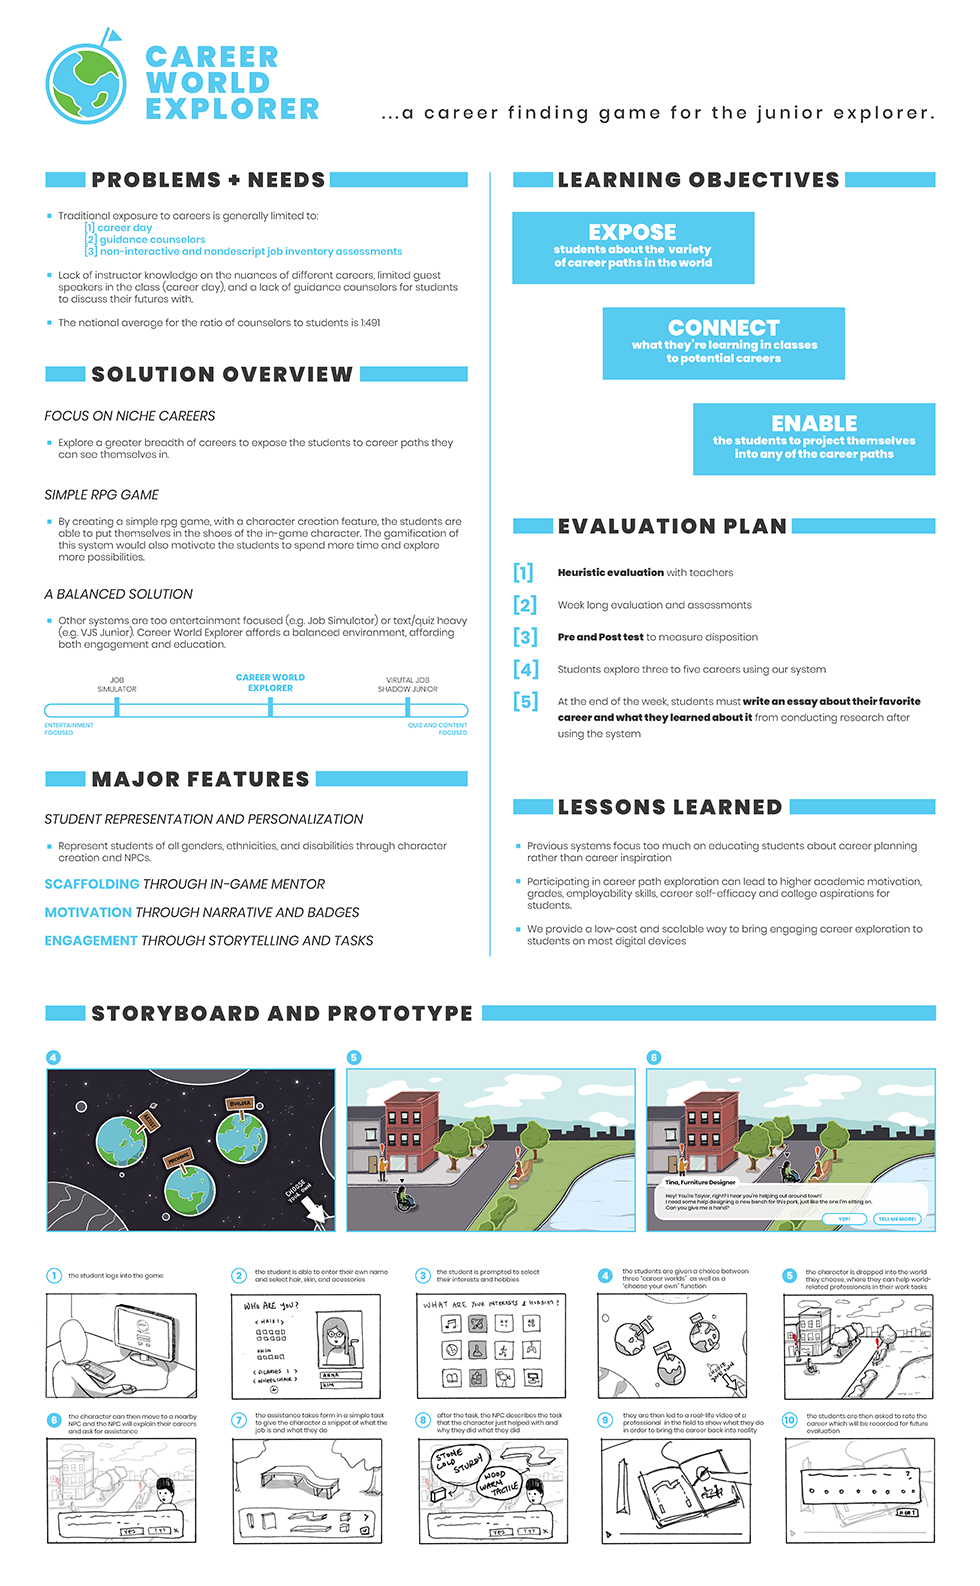 CAREER
WORLD
EXPLORER
...a career finding game for the junior explorer.
PROBLEMS + NEEDS
Traditional exposure to careers is generally limited to:
[1] career day
[2] guidance counselors
[3] non-interactive and nondescript job inventory assessments
Lack of instructor knowledge on the nuances of different careers, limited guest
speakers in the class (career day), and a lack of guidance counselors for students
to discuss their futures with.
The national average for the ratio of counselors to students is 1:491
SOLUTION OVERVIEW
FOCUS ON NICHE CAREERS
Explore a greater breadth of careers to expose the students to career paths they
can see themselves in.
SIMPLE RPG GAME
By creating a simple rpg game, with a character creation feature, the students are
able to put themselves in the shoes of the in-game character. The gamification of
this system would also motivate the students to spend more time and explore
more possibilities.
A BALANCED SOLUTION
Other systems are too entertainment focused (e.g. Job Simulator) or text/quiz heavy
(e.g. VJS Junior). Career World Explorer affords a balanced environment, affording
both engagement and education.
JOB
SIMULATOR
CAREER WORLD
EXPLORER
VIRUTAL JOB
SHADOW JUNIOR
ENTERTAINMENT
FOCUSED
QUIZ AND CONTENT
FOCUSED
MAJOR FEATURES
STUDENT REPRESENTATION AND PERSONALIZATION
Represent students of all genders, ethnicities, and disabilities through character
creation and NPCs.
SCAFFOLDING THROUGH IN-GAME MENTOR
MOTIVATION THROUGH NARRATIVE AND BADGES
ENGAGEMENT THROUGH STORYTELLING AND TASKS
LEARNING OBJECTIVES
EXPOSE
students about the variety
of career paths in the world
CONNECT
what they're learning in classes
to potential careers
ENABLE
the students to project themselves
into any of the career paths
EVALUATION PLAN
[1] Heuristic evaluation with teachers
[2] Week long evaluation and assessments
[3] Pre and Post test to measure disposition
[4] Students explore three to five careers using our system
[5] At the end of the week, students must write an essay about their favorite
career and what they learned about it from conducting research after
using the system
LESSONS LEARNED
Previous systems focus too much on educating students about career planning
rather than career inspiration
Participating in career path exploration can lead to higher academic motivation,
grades, employability skills, career self-efficacy and college aspirations for
students.
We provide a low-cost and scalable way to bring engaging career exploration to
students on most digital devices
STORYBOARD AND PROTOTYPE
4
5
6
BUILDER
MECHANIC
CHOOSE
YOUR OWN
Tina, Furniture Designer
Hey! You're Taylor, right? I hear you're helping out around town!
I need some help designing a new bench for this park, just like the one I'm sitting on.
Can you give me a hand?
YEP!
TELL ME MORE!
1 the student logs into the game
2 the student is able to enter their own name
and select hair, skin, and acessories
3 the student is prompted to select
their interests and hobbies
4 the students are given a choice between
three "career worlds" as well as a
"choose your own" function
5 the character is dropped into the world
they choose, where they can help world-
related professionals in their work tasks
WHO ARE YOU?
< HAIR >
SKIN
< GLASSES >
< WHEELCHAIR >
ANNA
KIM
WHAT ARE YOUR INTERESTS & HOBBIES?
6 the character can then move to a nearby
NPC and the NPC will explain their careers
and ask for assistance
7 the assistance takes form in a simple task
to give the character a snippet of what the
job is and what they do
8 after the task, the NPC describes the task
that the character just helped with and
why they did what they did
9 they are then led to a real-life video of a
professional in the field to show what they do
in order to bring the career back into reality
10 the students are then asked to rate the
career which will be recorded for future
evaluation
YES
STONE
COLD
STURDY
WOOD
WARM
TACTILE
YES
NEXT